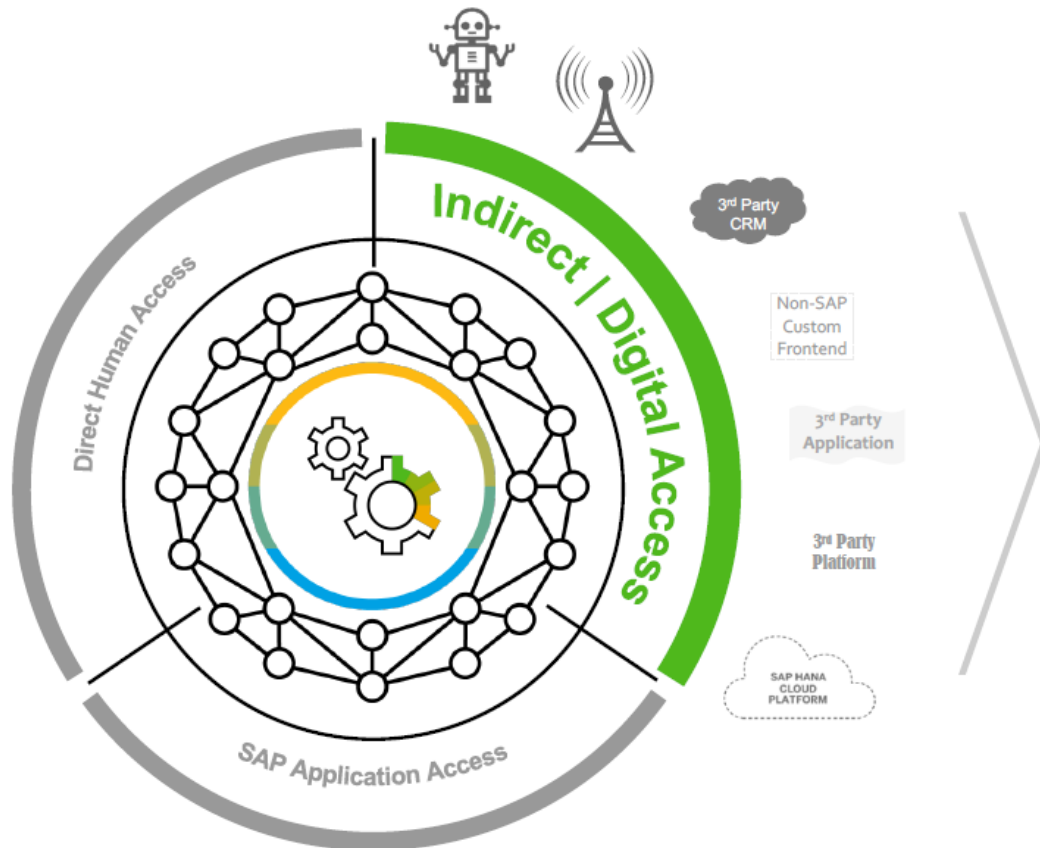 Indirect | Digital Access
Direct Human Access
SAP Application Access
3rd Party
CRM
Non-SAP
Custom
Frontend
3rd Party
Application
3rd Party
Platform
SAP HANA
CLOUD
PLATFORM